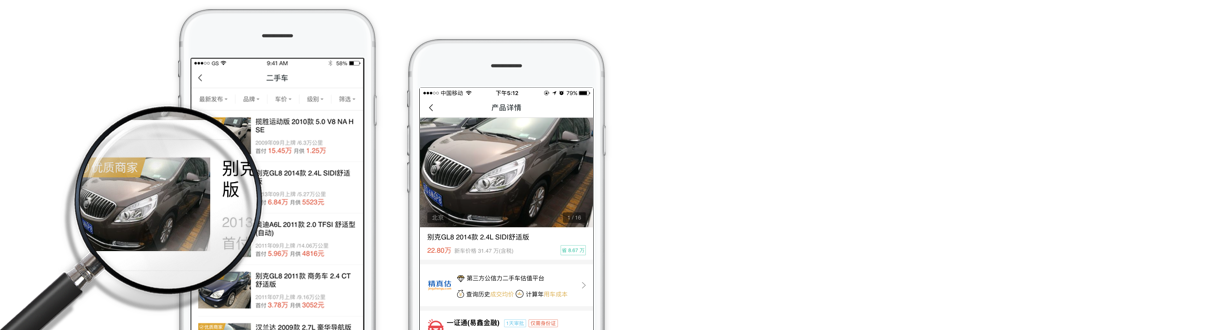 GS
9:41 AM
58%
二手车
最新发布
品牌
车价
级别
筛选
揽胜运动版 2010款 5.0 V8 NA H
SE
2009年09月上牌 /6.3万公里
首付 15.45万 月供 1.25万
优质商家
别克
版
2013
首付
克GL8 2014款 2.4L SIDI舒适
3年09月上牌 /5.27万公里
付 6.84万 月供 5523元
奥迪A6L 2011款 2.0 TFSI 舒适型
(自动)
2011年09月上牌 /14.06万公里
首付 5.96万 月供 4816元
别克GL8 2011款 商务车 2.4 CT
舒适版
2011年07月上牌 /9.16万公里
首付 3.78万 月供 3052元
优质商家
汉兰达 2009款 2.7L 豪华导航版
中国移动
下午5:12
79%
产品详情
北京
1 / 16
别克GL8 2014款 2.4L SIDI舒适版
22.80万 新车价格 31.47 万(含税)
省 8.67 万
精真估
第三方公信力二手车估值平台
查询历史成交均价 计算年用车成本
一证通(易鑫金融)
1天审批
仅需身份证